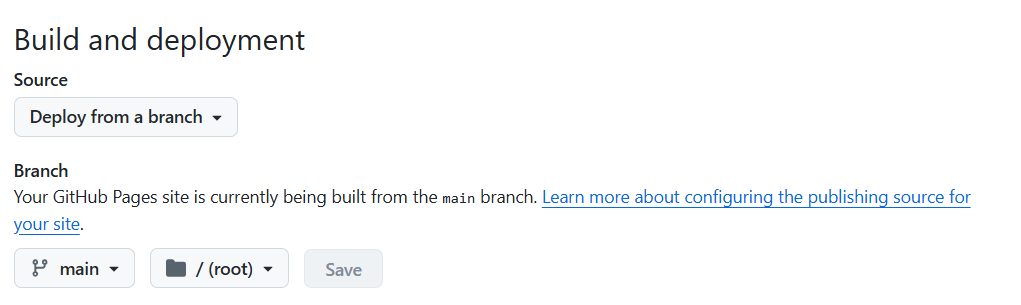 Build and deployment
Source
Deploy from a branch
Branch
Your GitHub Pages site is currently being built from the main branch. Learn more about configuring the publishing source for
your site.
main / (root) Save